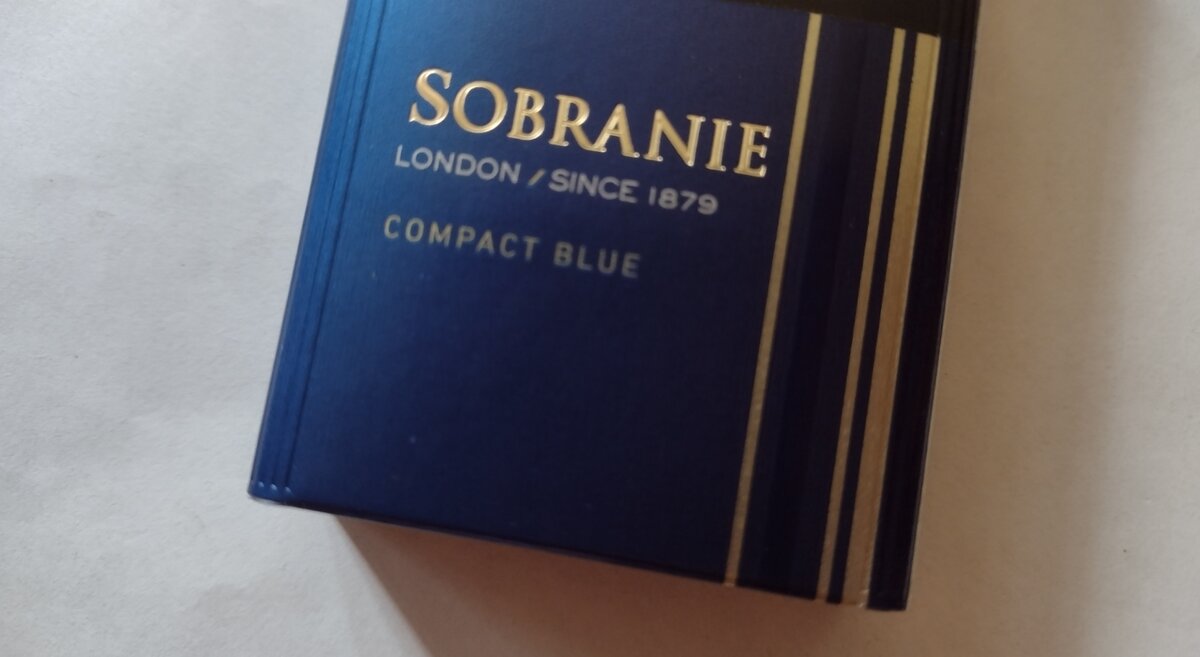 SOBRANIE
LONDON / SINCE 1879
COMPACT BLUE